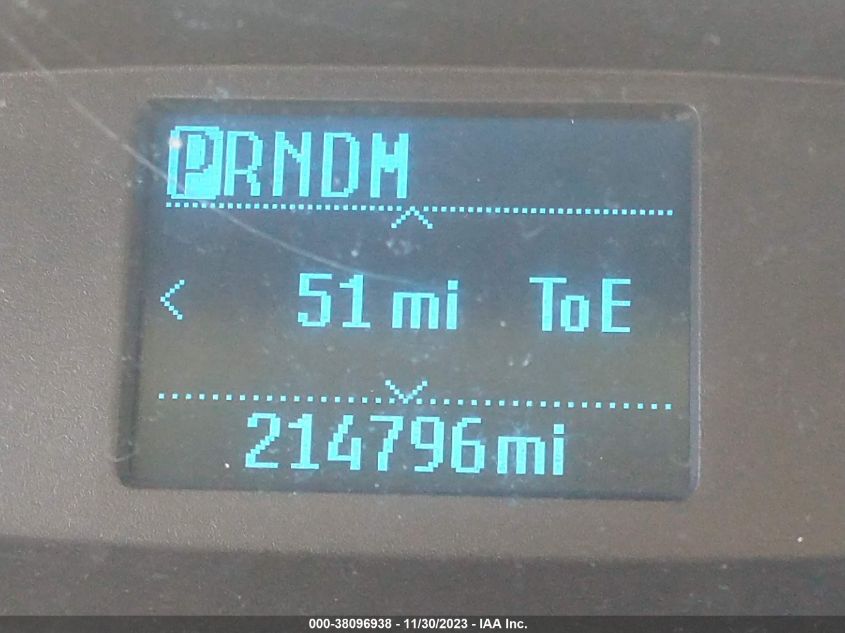 PRNDM
51 mi ToE
214796mi
000-38096938 - 11/30/2023 - IAA Inc.